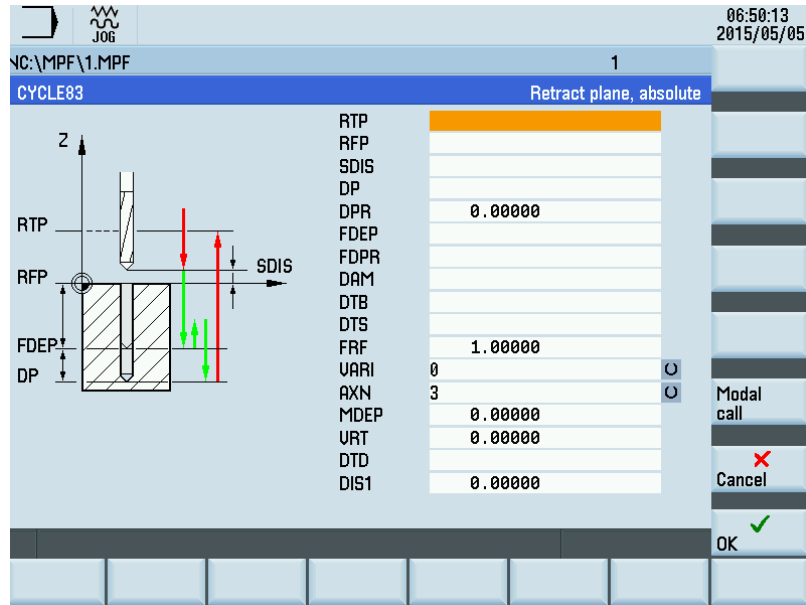 JOG
06:50:13
2015/05/05
NC:\MPF\1.MPF 1
CYCLE83 Retract plane, absolute
Z
RTP
RFP
SDIS
FDEP
DP
RTP
RFP
SDIS
DP
DPR 0.00000
FDEP
FDPR
DAM
DTB
DTS
FRF 1.00000
VARI 0
AXN 3
MDEP 0.00000
VRT 0.00000
DTD
DIS1 0.00000
Modal
call
Cancel
OK